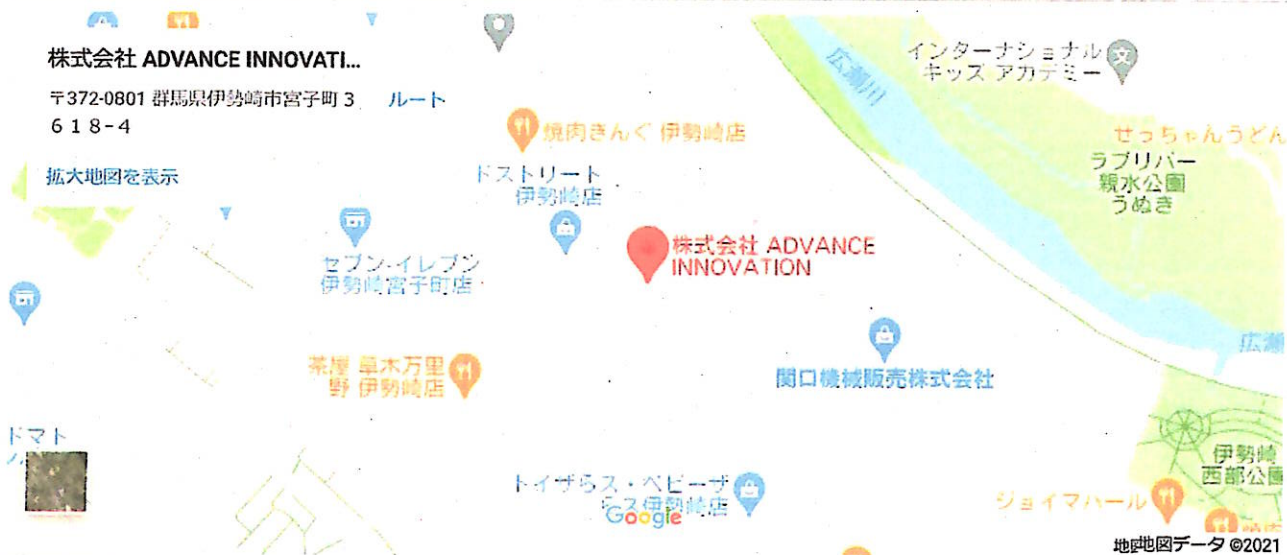 株式会社 ADVANCE INNOVATI...
〒372-0801 群馬県伊勢崎市宮子町3
618-4
ルート
拡大地図を表示
インターナショナル
キッズ アカデミー
広瀬川
焼肉きんぐ 伊勢崎店
せっちゃんうどん
ラブリバー
親水公園
うぬき
ドストリート
伊勢崎店
株式会社 ADVANCE
INNOVATION
セブン-イレブン
伊勢崎宮子町店
広瀬
関口機械販売株式会社
茶屋 草木万里
野 伊勢崎店
ドマト
伊勢崎
西部公園
トイザらス・ベビーザ
らス伊勢崎店
Google
ジョイマハール
地図データ ©2021